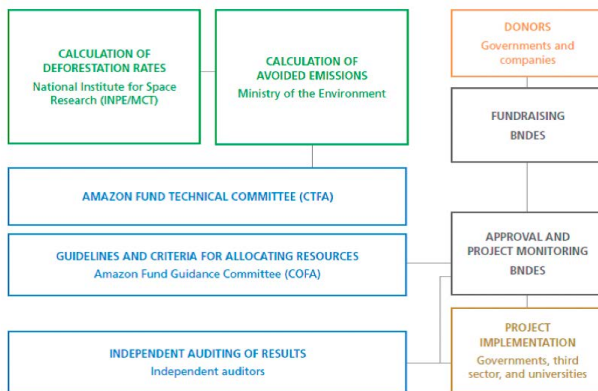 CALCULATION OF
DEFORESTATION RATES
National Institute for Space
Research (INPE/MCT)
CALCULATION OF
AVOIDED EMISSIONS
Ministry of the Environment
DONORS
Governments and
companies
FUNDRAISING
BNDES
AMAZON FUND TECHNICAL COMMITTEE (CTFA)
GUIDELINES AND CRITERIA FOR ALLOCATING RESOURCES
Amazon Fund Guidance Committee (COFA)
APPROVAL AND
PROJECT MONITORING
BNDES
INDEPENDENT AUDITING OF RESULTS
Independent auditors
PROJECT
IMPLEMENTATION
Governments, third
sector, and universities